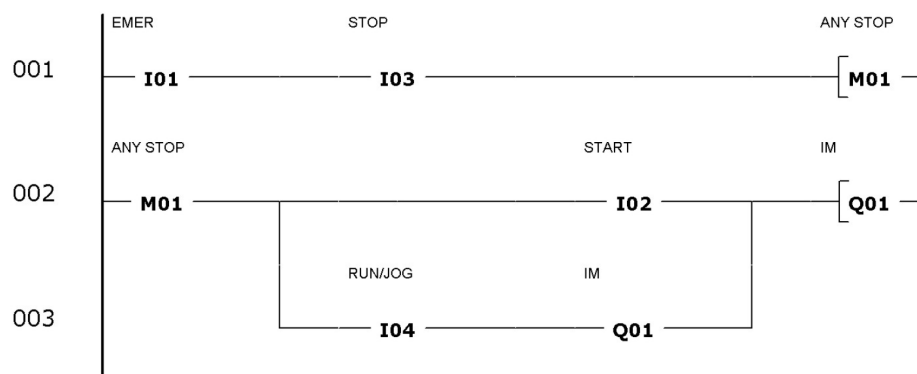 EMER STOP ANY STOP
001 I01 I03 M01
ANY STOP START IM
002 M01 I02 Q01
RUN/JOG IM
003 I04 Q01